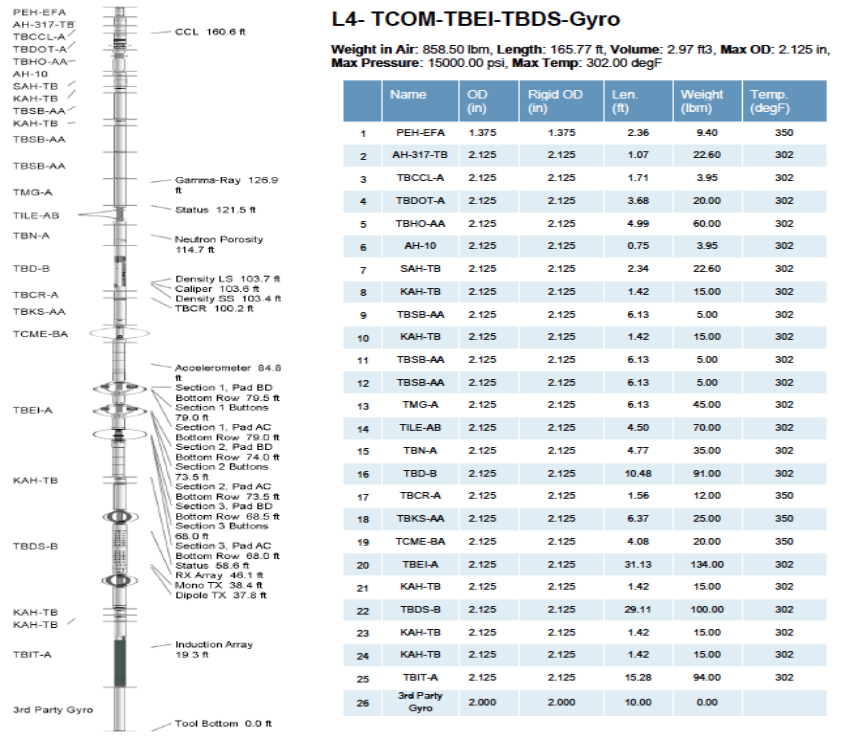 PEH-EFA
AH-317-TB
TBCCL-A
TBDOT-A
TBHO-AA
AH-10
SAH-TB
KAH-TB
TBSB-AA
KAH-TB
TBSB-AA
TBSB-AA
TMG-A
TILE-AB
TBN-A
TBD-B
TBCR-A
TBKS-AA
TCME-BA
TBEI-A
KAH-TB
TBDS-B
KAH-TB
KAH-TB
TBIT-A
3rd Party Gyro
CCL 160.6 ft
Gamma-Ray 126.9
ft
Status 121.5 ft
Neutron Porosity
114.7 ft
Density LS 103.7 ft
Caliper 103.6 ft
Density SS 103.4 ft
TBCR 100.2 ft
Accelerometer 84.8
ft
Section 1, Pad BD
Bottom Row 79.5 ft
Section 1 Buttons
79.0 ft
Section 1, Pad AC
Bottom Row 79.0 ft
Section 2, Pad BD
Bottom Row 74.0 ft
Section 2 Buttons
73.5 ft
Section 2, Pad AC
Bottom Row 73.5 ft
Section 3, Pad BD
Bottom Row 68.5 ft
Section 3 Buttons
68.0 ft
Section 3, Pad AC
Bottom Row 68.0 ft
Status 58.6 ft
RX Array 46.1 ft
Mono TX 38.4 ft
Dipole TX 37.8 ft
Induction Array
19.3 ft
Tool Bottom 0.0 ft
L4- TCOM-TBEI-TBDS-Gyro
Weight in Air: 858.50 lbm, Length: 165.77 ft, Volume: 2.97 ft3, Max OD: 2.125 in,
Max Pressure: 15000.00 psi, Max Temp: 302.00 degF
Name OD (in) Rigid OD (in) Len. (ft) Weight (lbm) Temp. (degF)
1 PEH-EFA 1.375 1.375 2.36 9.40 350
2 AH-317-TB 2.125 2.125 1.07 22.60 302
3 TBCCL-A 2.125 2.125 1.71 3.95 302
4 TBDOT-A 2.125 2.125 3.68 20.00 302
5 TBHO-AA 2.125 2.125 4.99 60.00 302
6 AH-10 2.125 2.125 0.75 3.95 302
7 SAH-TB 2.125 2.125 2.34 22.60 302
8 KAH-TB 2.125 2.125 1.42 15.00 302
9 TBSB-AA 2.125 2.125 6.13 5.00 302
10 KAH-TB 2.125 2.125 1.42 15.00 302
11 TBSB-AA 2.125 2.125 6.13 5.00 302
12 TBSB-AA 2.125 2.125 6.13 5.00 302
13 TMG-A 2.125 2.125 6.13 45.00 302
14 TILE-AB 2.125 2.125 4.50 70.00 302
15 TBN-A 2.125 2.125 4.77 35.00 302
16 TBD-B 2.125 2.125 10.48 91.00 302
17 TBCR-A 2.125 2.125 1.56 12.00 350
18 TBKS-AA 2.125 2.125 6.37 25.00 350
19 TCME-BA 2.125 2.125 4.08 20.00 350
20 TBEI-A 2.125 2.125 31.13 134.00 302
21 KAH-TB 2.125 2.125 1.42 15.00 302
22 TBDS-B 2.125 2.125 29.11 100.00 302
23 KAH-TB 2.125 2.125 1.42 15.00 302
24 KAH-TB 2.125 2.125 1.42 15.00 302
25 TBIT-A 2.125 2.125 15.28 94.00 302
26 3rd Party Gyro 2.000 2.000 10.00 0.00